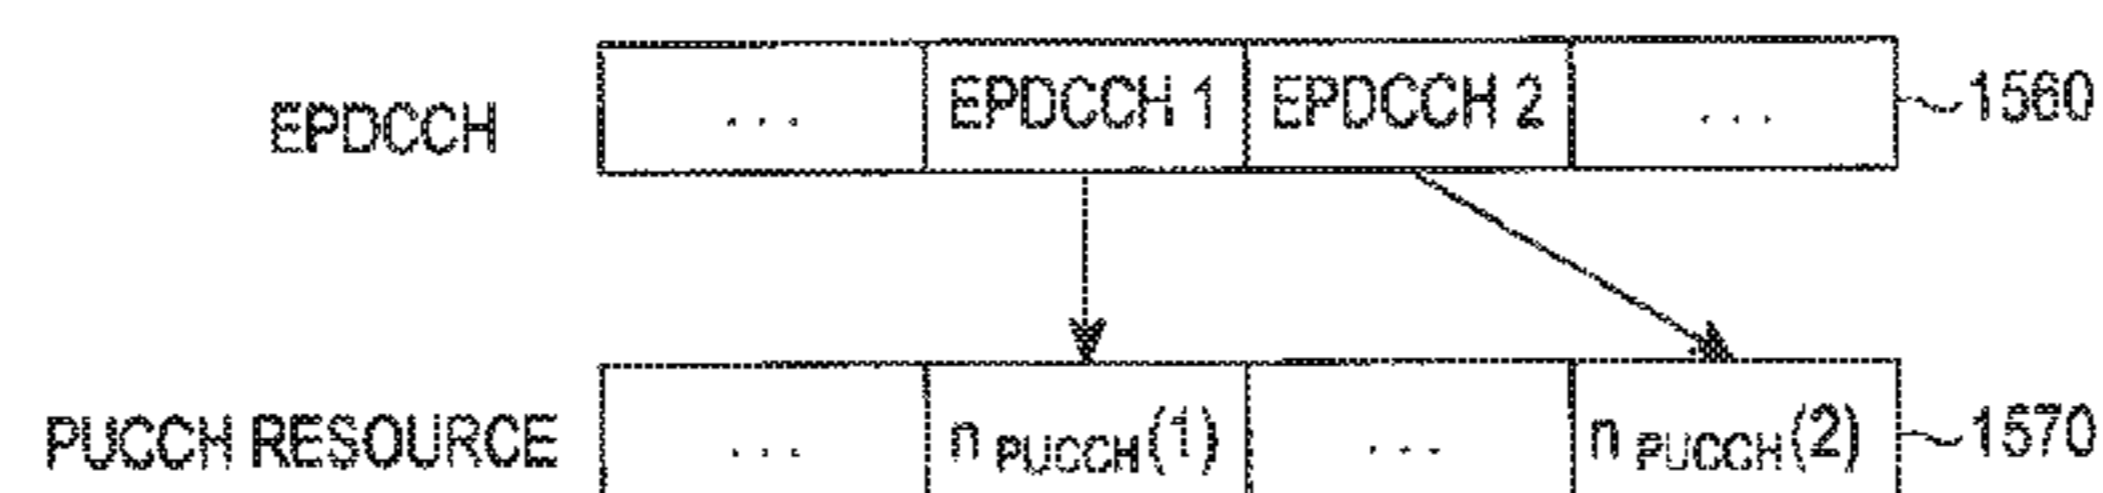 EPDCCH ... EPDCCH 1 EPDCCH 2 ... 1560
PUCCH RESOURCE ... n PUCCH(1) ... n PUCCH(2) 1570